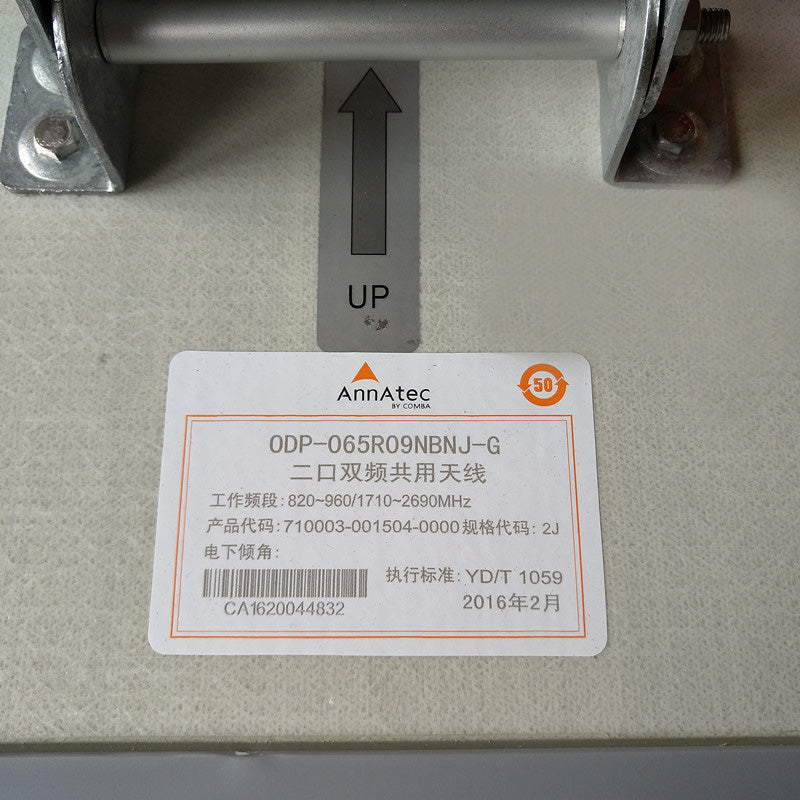 UP
AnnAtec
BY COMBA
50
ODP-065R09NBNJ-G
二口双频共用天线
工作频段: 820~960/1710~2690MHz
产品代码: 710003-001504-0000 规格代码: 2J
电下倾角:
执行标准: YD/T 1059
CA1620044832
2016年2月